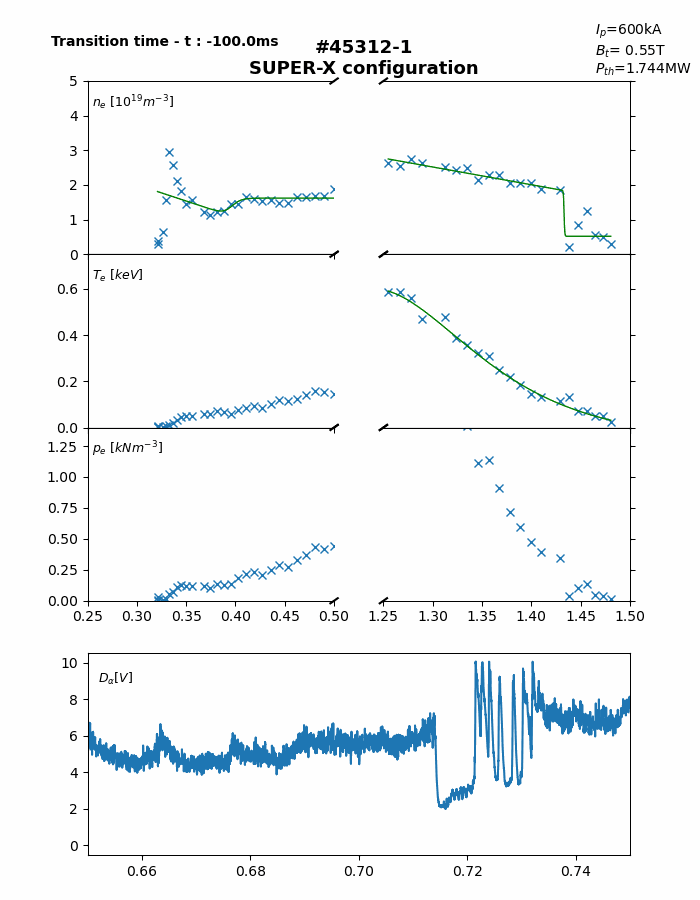 Transition time - t : -100.0ms
#45312-1
SUPER-X configuration
I_p=600kA
B_t= 0.55T
P_th=1.744MW
n_e [10^19 m^-3]
5
4
3
2
1
0
T_e [keV]
0.6
0.4
0.2
0.0
p_e [kNm^-3]
1.25
1.00
0.75
0.50
0.25
0.00
0.25 0.30 0.35 0.40 0.45 0.50 1.25 1.30 1.35 1.40 1.45 1.50
D_α[V]
10
8
6
4
2
0
0.66 0.68 0.70 0.72 0.74